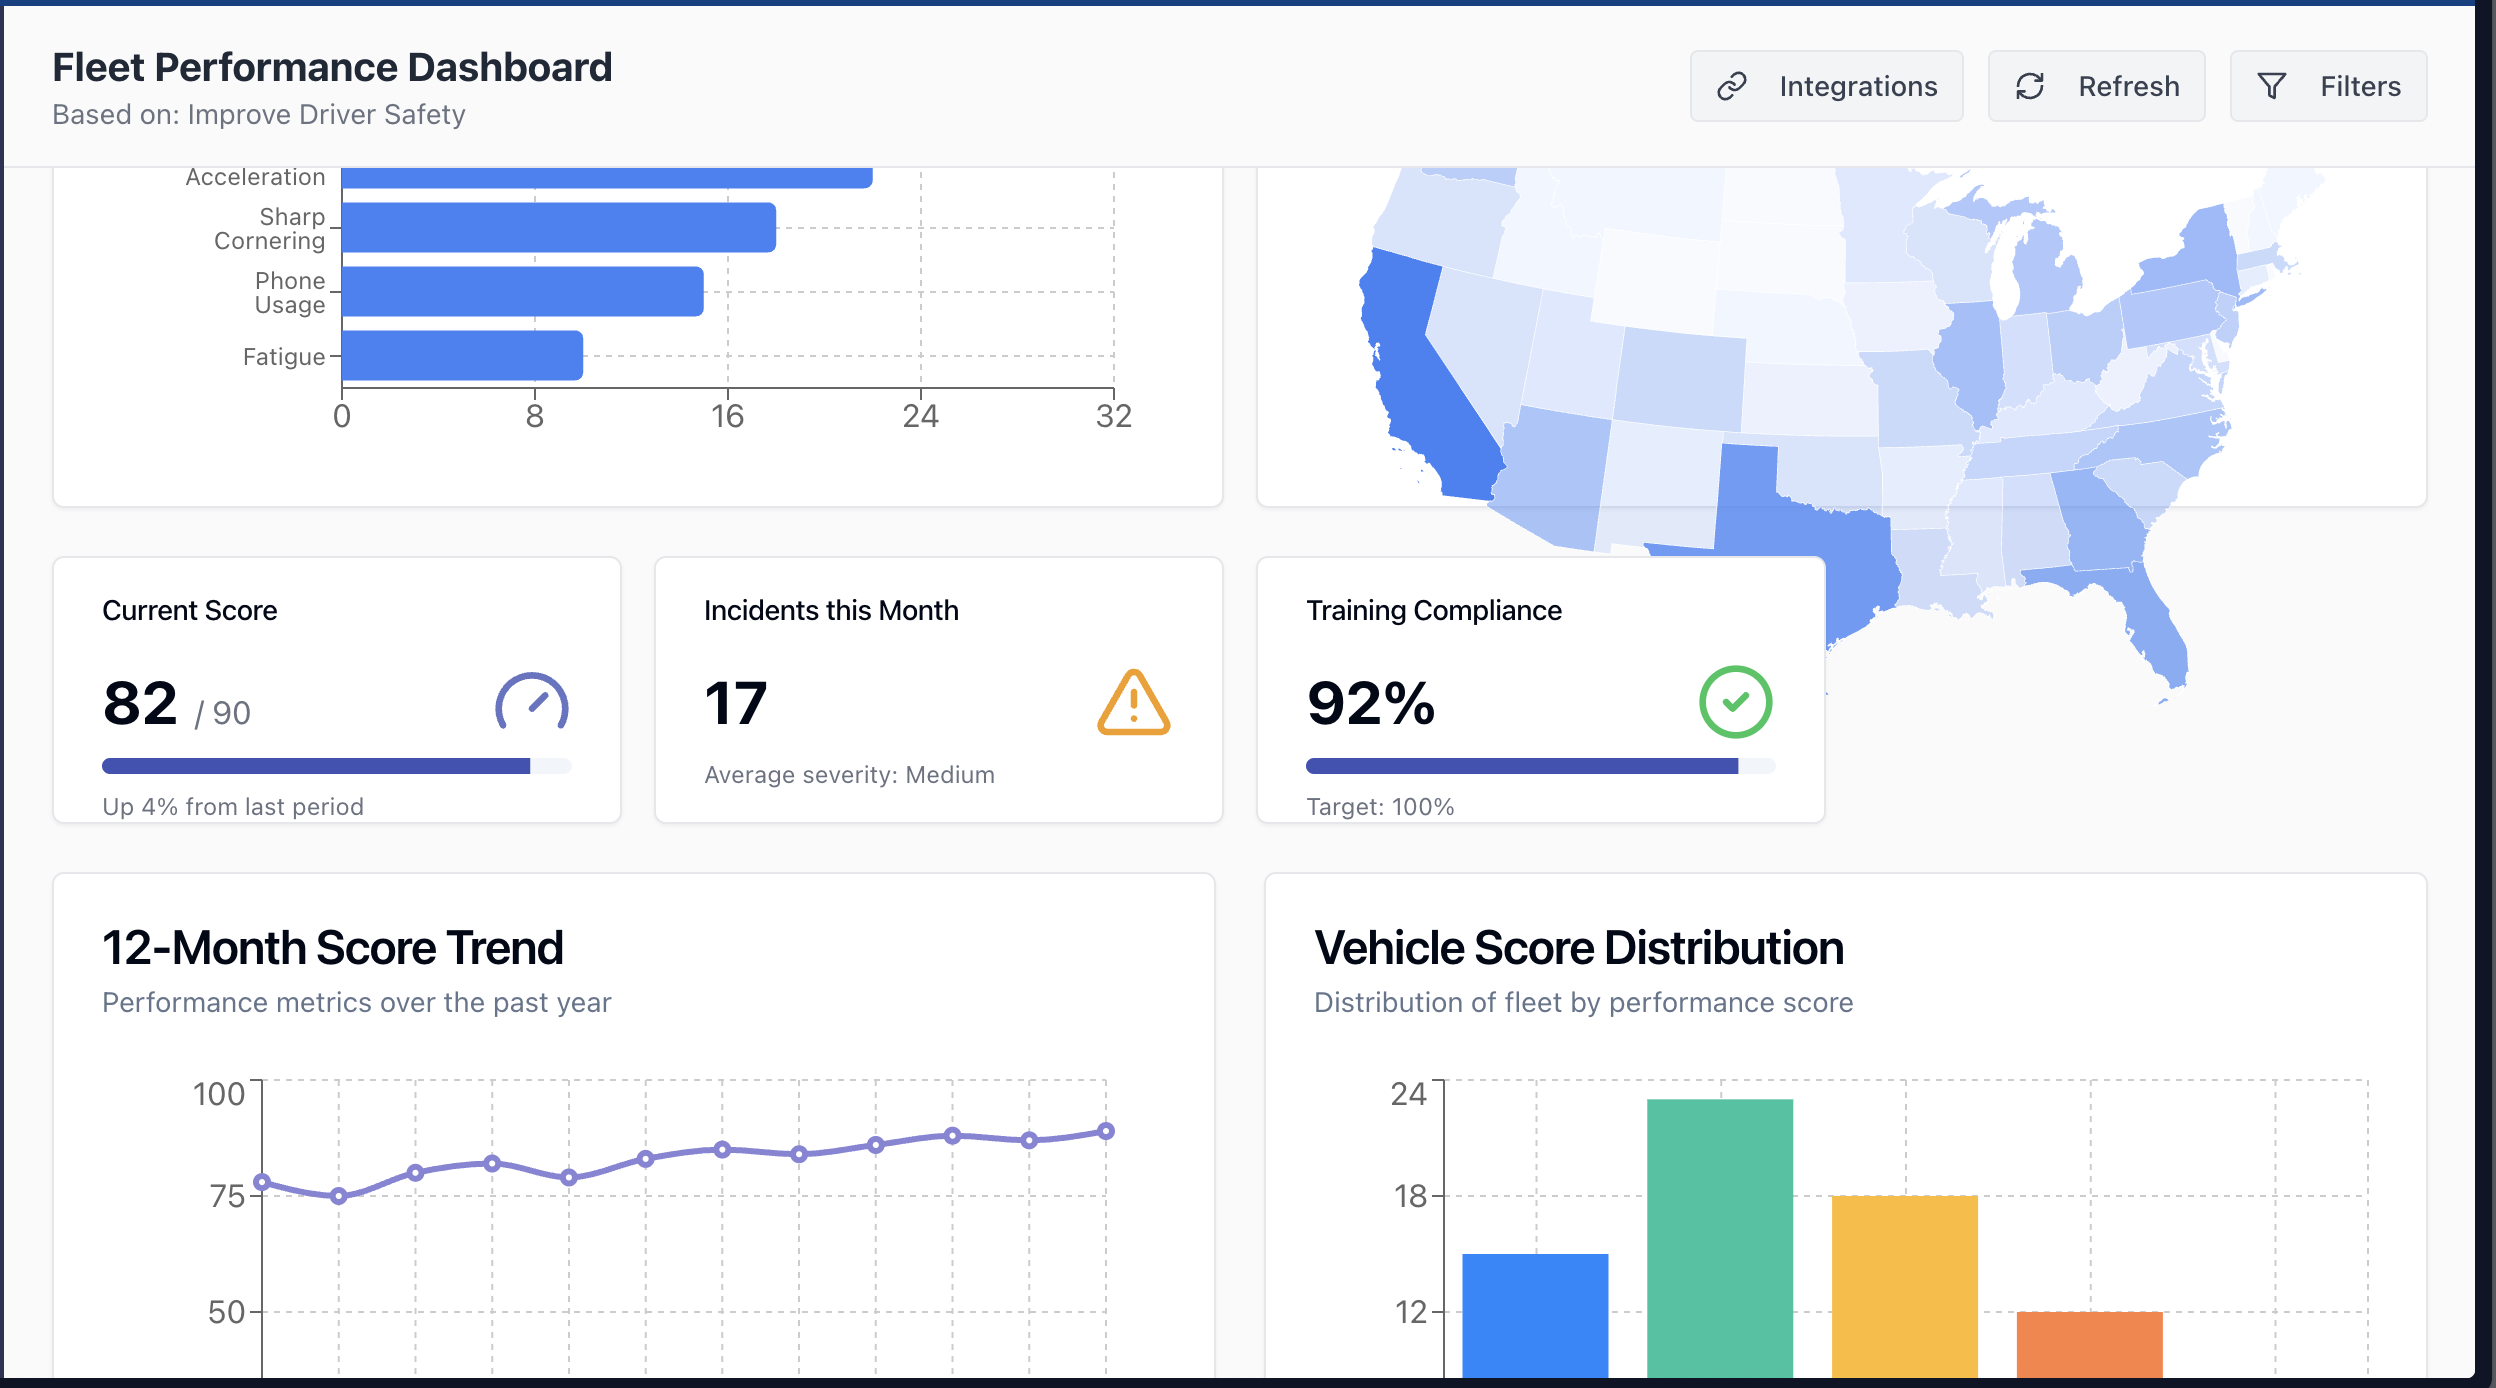 Fleet Performance Dashboard
Based on: Improve Driver Safety
Integrations
Refresh
Filters
Acceleration
Sharp
Cornering
Phone
Usage
Fatigue
0 8 16 24 32
Current Score
82 / 90
Up 4% from last period
Incidents this Month
17
Average severity: Medium
Training Compliance
92%
Target: 100%
12-Month Score Trend
Performance metrics over the past year
100
75
50
Vehicle Score Distribution
Distribution of fleet by performance score
24
18
12